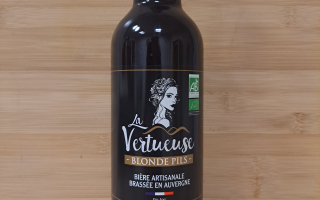 La
Vertueuse
- BLONDE PILS -
BIÈRE ARTISANALE
BRASSÉE EN AUVERGNE